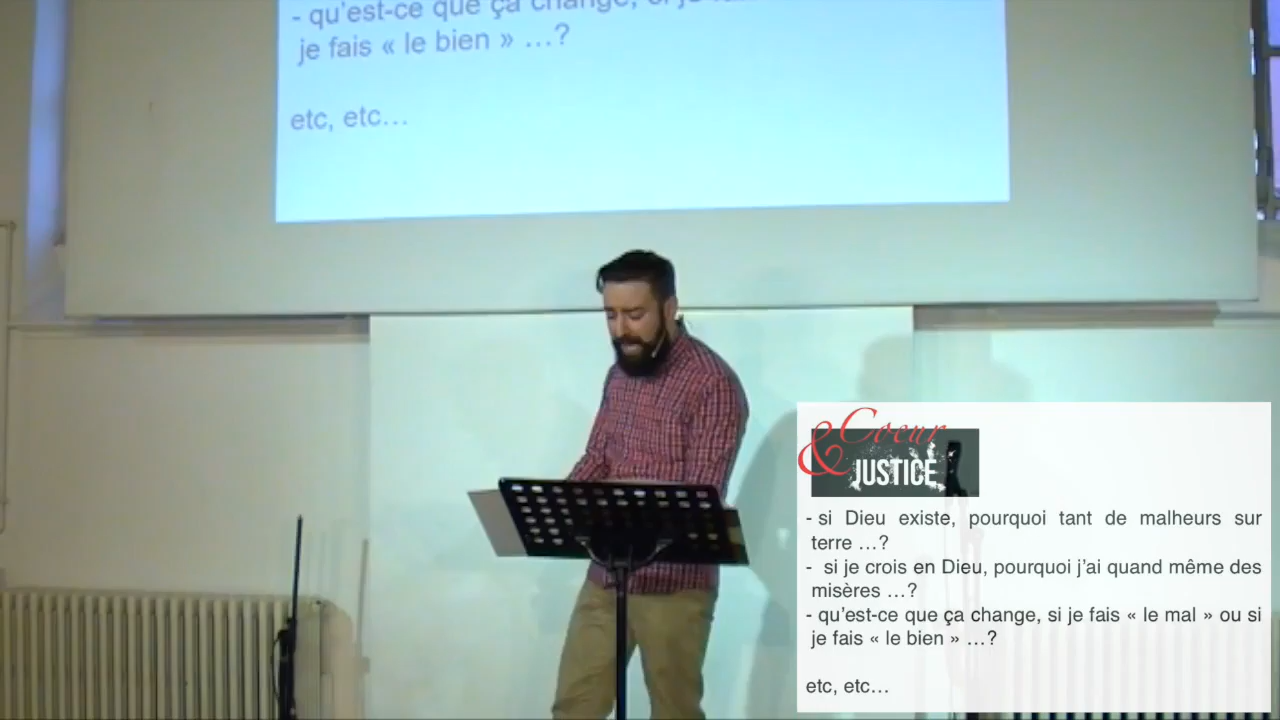 - qu'est-ce que ça change, si je
je fais « le bien » …?
etc, etc…
& Coeur
JUSTICE
- si Dieu existe, pourquoi tant de malheurs sur
terre …?
- si je crois en Dieu, pourquoi j'ai quand même des
misères …?
- qu'est-ce que ça change, si je fais « le mal » ou si
je fais « le bien » …?
etc, etc…